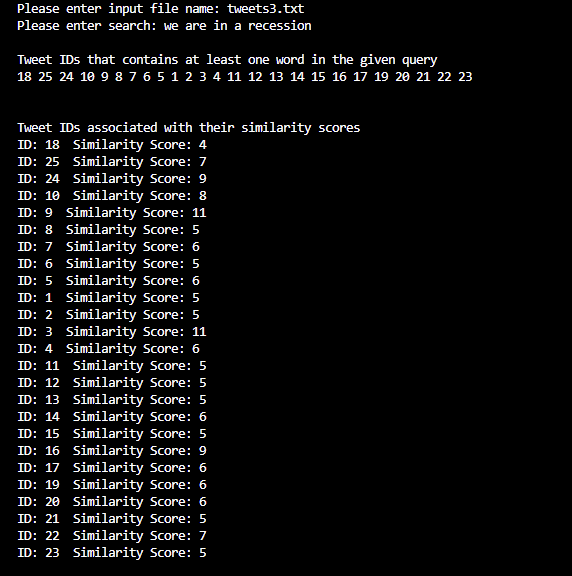 Please enter input file name: tweets3.txt
Please enter search: we are in a recession
Tweet IDs that contains at least one word in the given query
18 25 24 10 9 8 7 6 5 1 2 3 4 11 12 13 14 15 16 17 19 20 21 22 23
Tweet IDs associated with their similarity scores
ID: 18  Similarity Score: 4
ID: 25  Similarity Score: 7
ID: 24  Similarity Score: 9
ID: 10  Similarity Score: 8
ID: 9  Similarity Score: 11
ID: 8  Similarity Score: 5
ID: 7  Similarity Score: 6
ID: 6  Similarity Score: 5
ID: 5  Similarity Score: 6
ID: 1  Similarity Score: 5
ID: 2  Similarity Score: 5
ID: 3  Similarity Score: 11
ID: 4  Similarity Score: 6
ID: 11  Similarity Score: 5
ID: 12  Similarity Score: 5
ID: 13  Similarity Score: 5
ID: 14  Similarity Score: 6
ID: 15  Similarity Score: 5
ID: 16  Similarity Score: 9
ID: 17  Similarity Score: 6
ID: 19  Similarity Score: 6
ID: 20  Similarity Score: 6
ID: 21  Similarity Score: 5
ID: 22  Similarity Score: 7
ID: 23  Similarity Score: 5